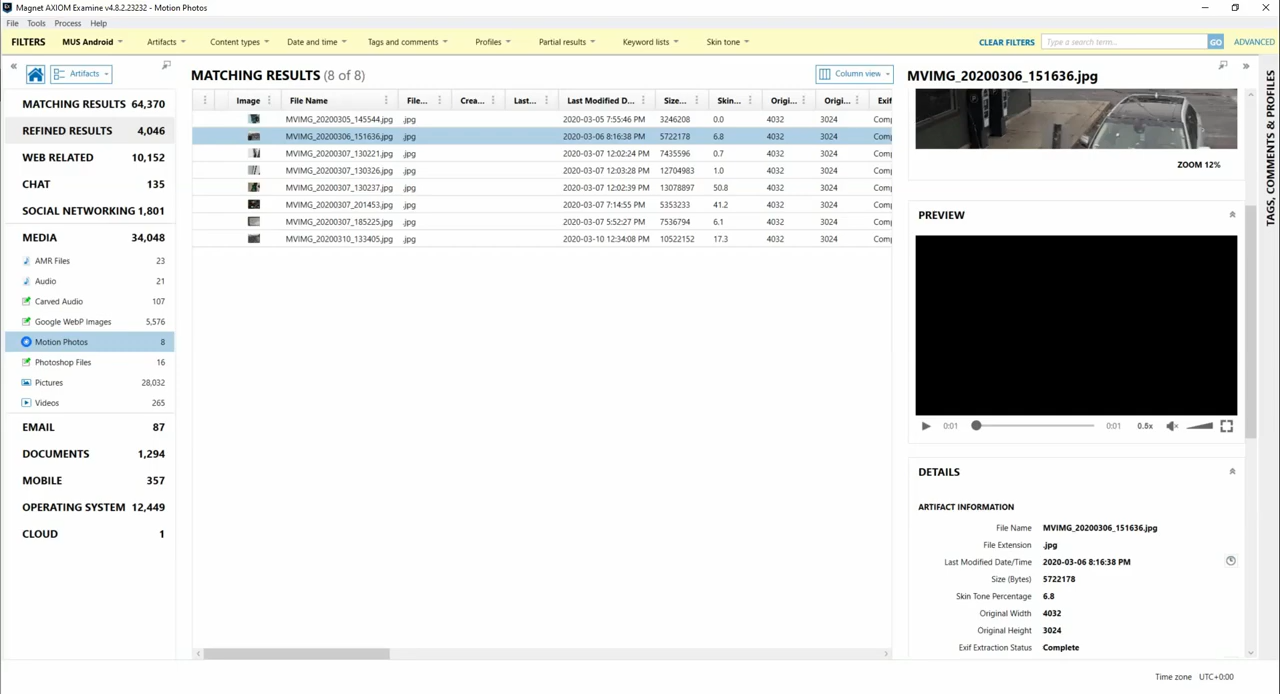 Magnet AXIOM Examine v4.8.2.23232 - Motion Photos
File Tools Process Help
FILTERS MUS Android Artifacts Content types Date and time Tags and comments Profiles Partial results Keyword lists Skin tone CLEAR FILTERS Type a search term... GO ADVANCED
Artifacts
MATCHING RESULTS (8 of 8)
Column view
MATCHING RESULTS 64,370
REFINED RESULTS 4,046
WEB RELATED 10,152
CHAT 135
SOCIAL NETWORKING 1,801
MEDIA 34,048
AMR Files 23
Audio 21
Carved Audio 107
Google WebP Images 5,576
Motion Photos 8
Photoshop Files 16
Pictures 28,032
Videos 265
EMAIL 87
DOCUMENTS 1,294
MOBILE 357
OPERATING SYSTEM 12,449
CLOUD 1
Image File Name File... Crea... Last... Last Modified D... Size... Skin... Origi... Origi... Exif
MVIMG_20200305_145544.jpg .jpg 2020-03-05 7:55:46 PM 3246208 0.0 4032 3024 Com
MVIMG_20200306_151636.jpg .jpg 2020-03-06 8:16:38 PM 5722178 6.8 4032 3024 Com
MVIMG_20200307_130221.jpg .jpg 2020-03-07 12:02:24 PM 7435596 0.7 4032 3024 Com
MVIMG_20200307_130326.jpg .jpg 2020-03-07 12:03:28 PM 12704983 1.0 4032 3024 Com
MVIMG_20200307_130237.jpg .jpg 2020-03-07 12:02:39 PM 13078897 50.8 4032 3024 Com
MVIMG_20200307_201453.jpg .jpg 2020-03-07 7:14:55 PM 5353233 41.2 4032 3024 Com
MVIMG_20200307_185225.jpg .jpg 2020-03-07 5:52:27 PM 7536794 6.1 4032 3024 Com
MVIMG_20200310_133405.jpg .jpg 2020-03-10 12:34:08 PM 10522152 17.3 4032 3024 Com
MVIMG_20200306_151636.jpg
ZOOM 12%
PREVIEW
0:01 0:01 0.5x
DETAILS
ARTIFACT INFORMATION
File Name MVIMG_20200306_151636.jpg
File Extension .jpg
Last Modified Date/Time 2020-03-06 8:16:38 PM
Size (Bytes) 5722178
Skin Tone Percentage 6.8
Original Width 4032
Original Height 3024
Exif Extraction Status Complete
TAGS, COMMENTS & PROFILES
Time zone UTC+0:00